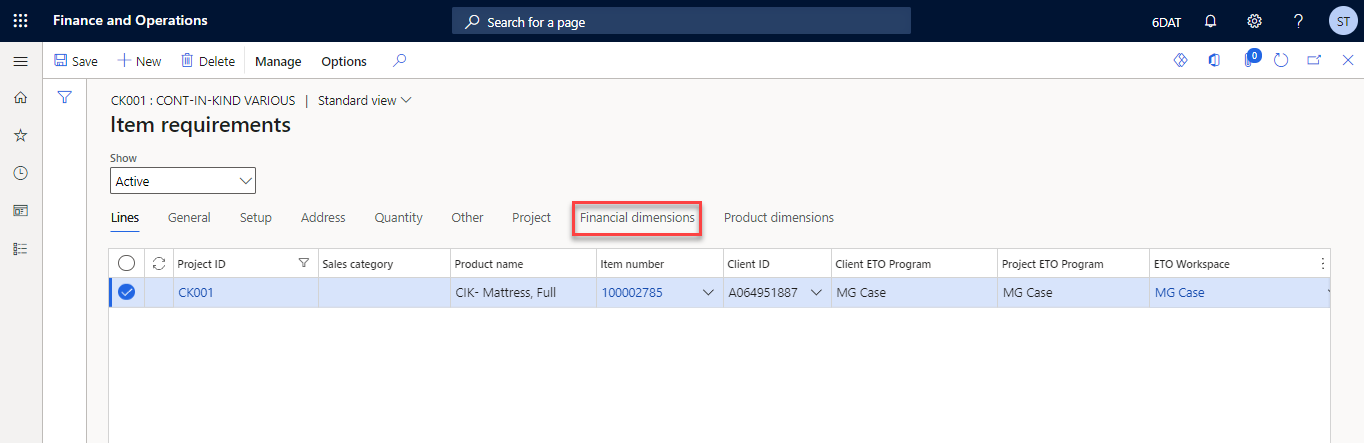 Finance and Operations
Search for a page
6DAT
ST
Save New Delete Manage Options
0
CK001 : CONT-IN-KIND VARIOUS | Standard view
Item requirements
Show
Active
Lines General Setup Address Quantity Other Project Financial dimensions Product dimensions
Project ID Sales category Product name Item number Client ID Client ETO Program Project ETO Program ETO Workspace
CK001 CIK- Mattress, Full 100002785 A064951887 MG Case MG Case MG Case